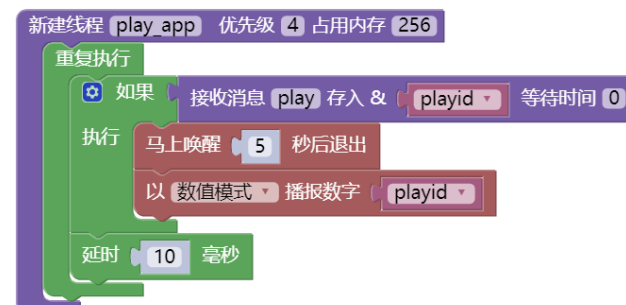 新建线程 play_app 优先级 4 占用内存 256
重复执行
如果 接收消息 play 存入 & playid 等待时间 0
执行 马上唤醒 5 秒后退出
以 数值模式 播报数字 playid
延时 10 毫秒